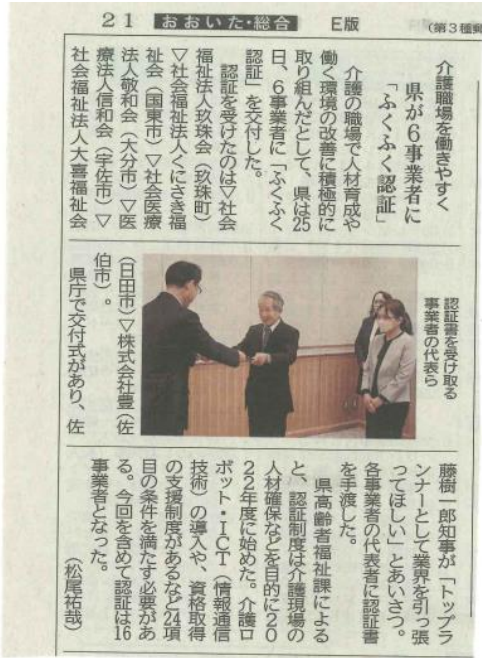 21 おおいた・総合 E版
(第3種郵
介護職場を働きやすく
県が6事業者に
「ふくふく認証」
介護の職場で人材育成や
働く環境の改善に積極的に
取り組んだとして、県は25
日、6事業者に「ふくふく
認証」を交付した。
認証を受けたのは▽社会
福祉法人玖珠会(玖珠町)
▽社会福祉法人くにさき福
祉会(国東市)▽社会医療
法人敬和会(大分市)▽医
療法人信和会(宇佐市)▽
社会福祉法人大喜福祉会
(日田市)▽株式会社豊(佐
伯市)。
県庁で交付式があり、佐
認証書を受け取る
事業者の代表ら
藤樹一郎知事が「トップラ
ンナーとして業界を引っ張
ってほしい」とあいさつ。
各事業者の代表者に認証書
を手渡した。
県高齢者福祉課による
と、認証制度は介護現場の
人材確保などを目的に20
22年度に始めた。介護ロ
ボット・ICT(情報通信
技術)の導入や、資格取得
の支援制度があるなど24項
目の条件を満たす必要があ
る。今回を含めて認証は16
事業者となった。
(松尾祐哉)